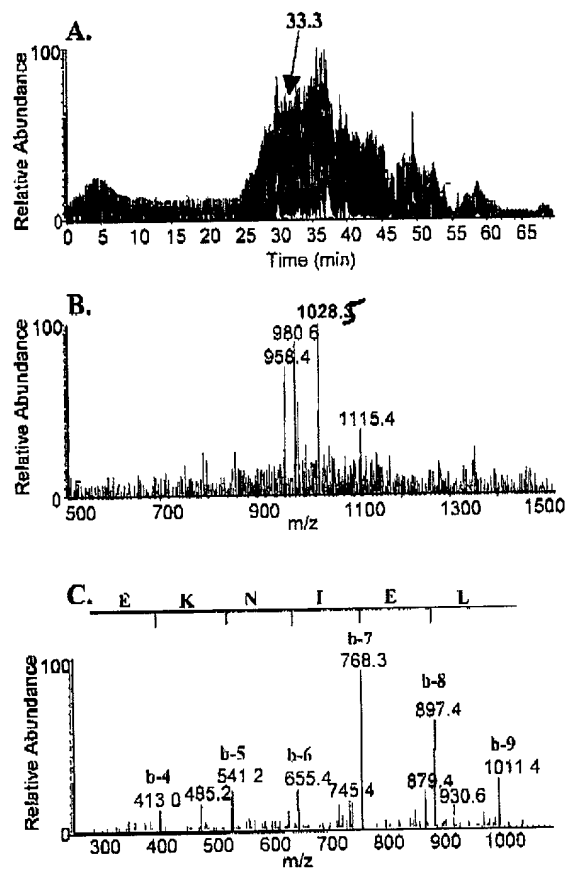 A.
33.3
100
Relative Abundance
0
0 5 10 15 20 25 30 35 40 45 50 55 60 65
Time (min)
B.
1028.5
100
980 6
958.4
1115.4
Relative Abundance
0
500 700 900 1100 1300 1500
m/z
C. E K N I E L
b-7
100
768.3
b-8
897.4
b-5
b-6
b-9
b-4
541 2
655.4
1011 4
485.2
745 4
879.4
413 0
930.6
Relative Abundance
0
300 400 500 600 700 800 900 1000
m/z